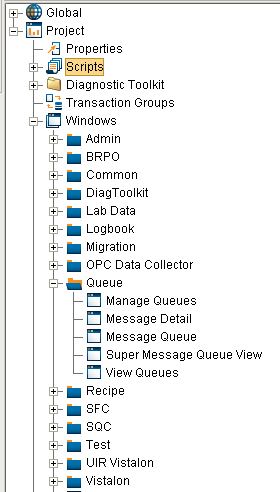 Global
Project
Properties
Scripts
Diagnostic Toolkit
Transaction Groups
Windows
Admin
BRPO
Common
DiagToolkit
Lab Data
Logbook
Migration
OPC Data Collector
Queue
Manage Queues
Message Detail
Message Queue
Super Message Queue View
View Queues
Recipe
SFC
SQC
Test
UIR Vistalon
Vistalon